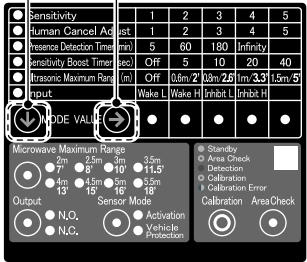 Sensitivity 1 2 3 4 5
Human Cancel Adjust 1 2 3 4 5
Presence Detection Timer (min) 5 60 180 Infinity
Sensitivity Boost Timer (sec) Off 5 10 20 40
Ultrasonic Maximum Range (m) Off 0.6m/2' 0.8m/2.6' 1m/3.3' 1.5m/5'
Input Wake L Wake H Inhibit L Inhibit H
MODE VALUE
Microwave Maximum Range
2m 7' 2.5m 8' 3m 10' 3.5m 11.5'
4m 13' 4.5m 15' 5m 16' 5.5m 18'
Output Sensor Mode
N.O. Activation
N.C. Vehicle Protection
Standby
Area Check
Detection
Calibration
Calibration Error
Calibration Area Check